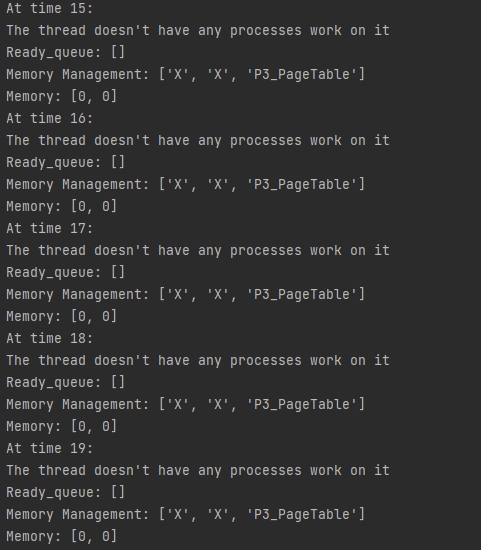 At time 15:
The thread doesn't have any processes work on it
Ready_queue: []
Memory Management: ['X', 'X', 'P3_PageTable']
Memory: [0, 0]
At time 16:
The thread doesn't have any processes work on it
Ready_queue: []
Memory Management: ['X', 'X', 'P3_PageTable']
Memory: [0, 0]
At time 17:
The thread doesn't have any processes work on it
Ready_queue: []
Memory Management: ['X', 'X', 'P3_PageTable']
Memory: [0, 0]
At time 18:
The thread doesn't have any processes work on it
Ready_queue: []
Memory Management: ['X', 'X', 'P3_PageTable']
Memory: [0, 0]
At time 19:
The thread doesn't have any processes work on it
Ready_queue: []
Memory Management: ['X', 'X', 'P3_PageTable']
Memory: [0, 0]